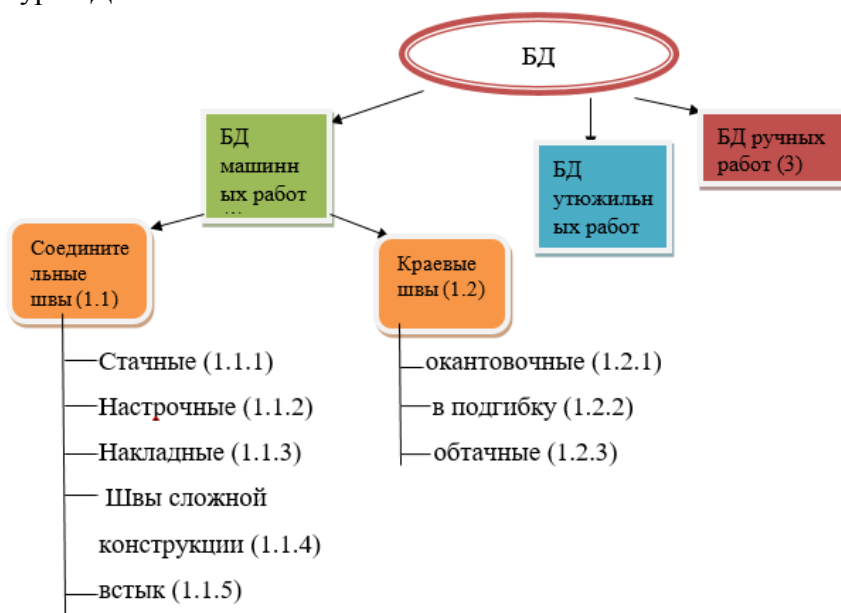 БД
БД
машинн
ых работ
БД
утюжильн
ых работ
БД ручных
работ (3)
Соедините
льные
швы (1.1)
Краевые
швы (1.2)
Стачные (1.1.1)
Настрочные (1.1.2)
Накладные (1.1.3)
Швы сложной
конструкции (1.1.4)
встык (1.1.5)
окантовочные (1.2.1)
в подгибку (1.2.2)
обтачные (1.2.3)